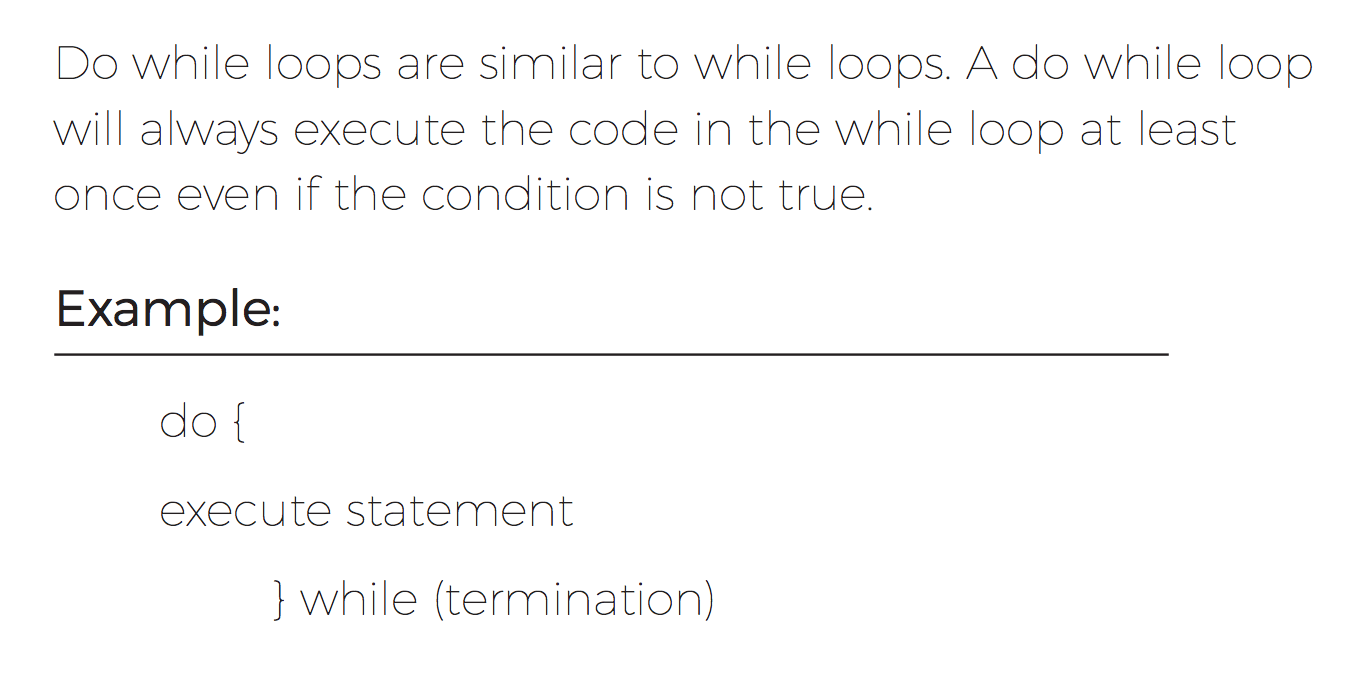 Do while loops are similar to while loops. A do while loop
will always execute the code in the while loop at least
once even if the condition is not true.
Example:
do {
execute statement
} while (termination)